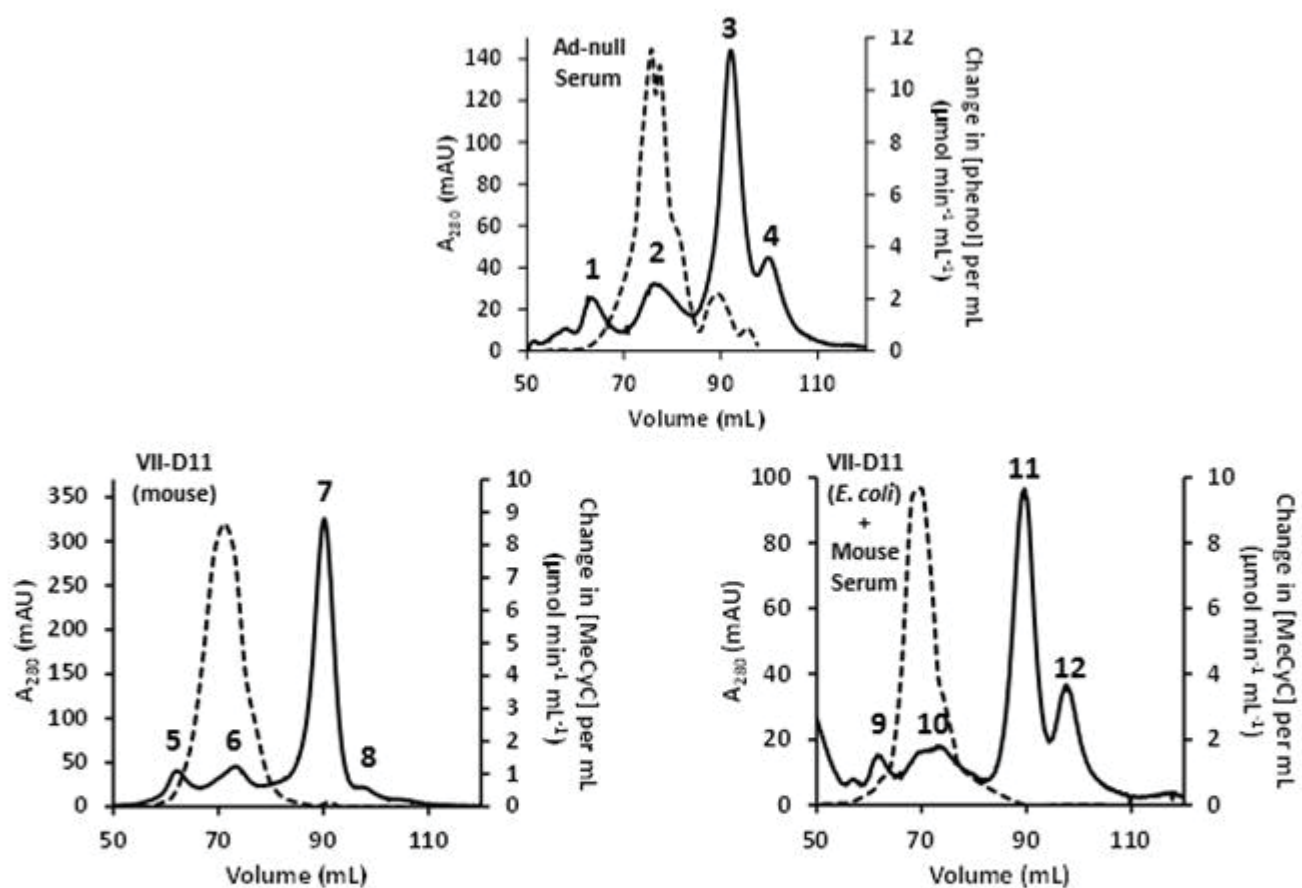 Ad-null
Serum
1
2
3
4
A280 (mAU)
140
120
100
80
60
40
20
0
12
10
8
6
4
2
0
Change in [phenol] per mL
(μmol min-1 mL-1)
50 70 90 110
Volume (mL)
VII-D11
(mouse)
5
6
7
8
A280 (mAU)
350
300
250
200
150
100
50
0
10
9
8
7
6
5
4
3
2
1
0
Change in [MeCyC] per mL
(μmol min-1 mL-1)
50 70 90 110
Volume (mL)
VII-D11
(E. coli)
+
Mouse
Serum
9
10
11
12
A280 (mAU)
100
80
60
40
20
0
10
8
6
4
2
0
Change in [MeCyC] per mL
(μmol min-1 mL-1)
50 70 90 110
Volume (mL)